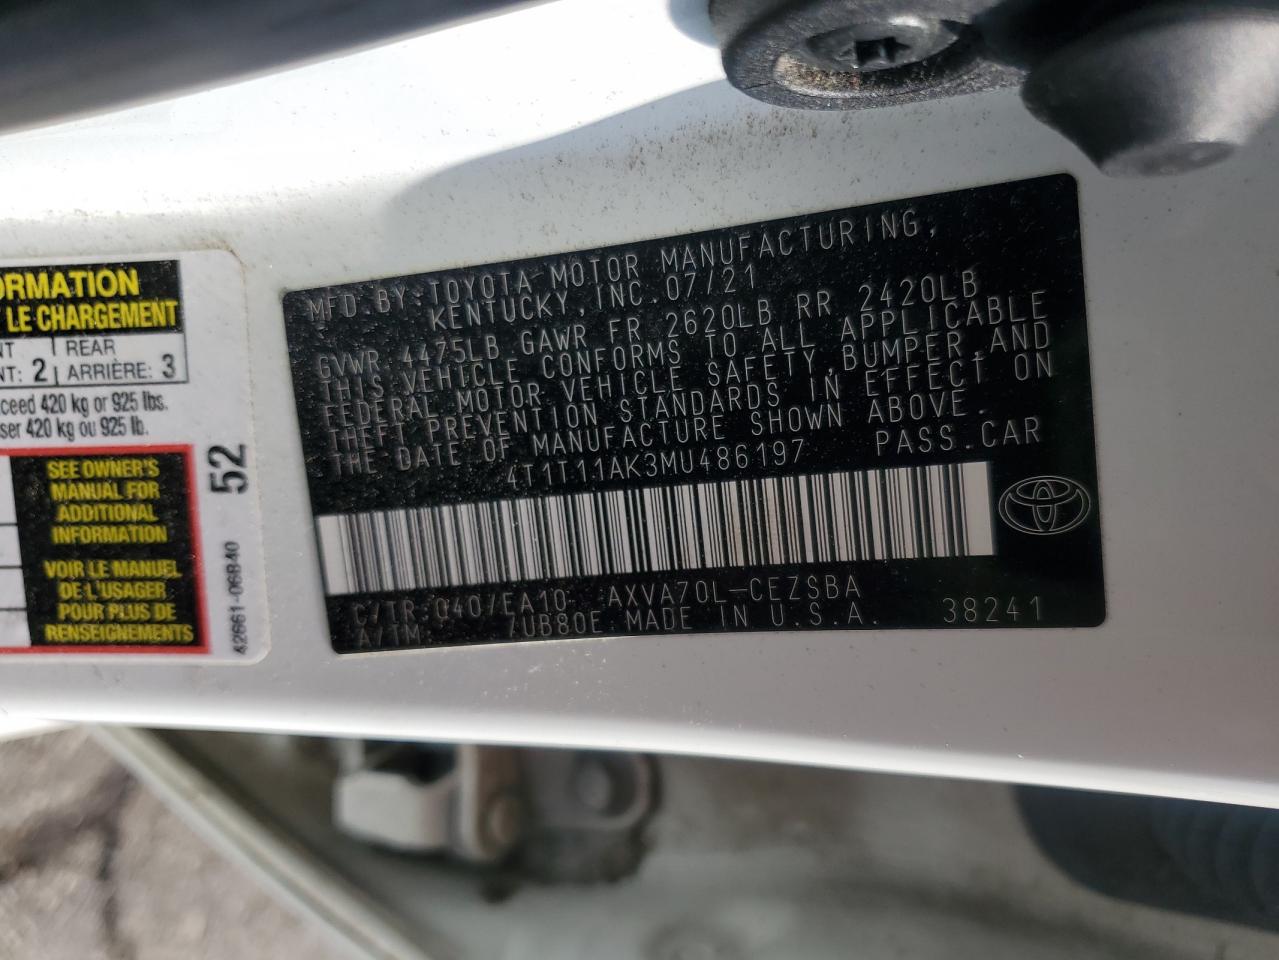 ORMATION
LE CHARGEMENT
NT 2 REAR
NT: ARRIÈRE: 3
ceed 420 kg or 925 lbs.
ser 420 kg ou 925 lb.
SEE OWNER'S
MANUAL FOR
ADDITIONAL
INFORMATION
VOIR LE MANUEL
DE L'USAGER
POUR PLUS DE
RENSEIGNEMENTS
52
42661-06B40
MFD.BY:TOYOTA MOTOR MANUFACTURING,
KENTUCKY,INC.07/21
GVWR 4475LB GAWR FR 2620LB RR 2420LB
THIS VEHICLE CONFORMS TO ALL APPLICABLE
FEDERAL MOTOR VEHICLE SAFETY,BUMPER,AND
THEFT PREVENTION STANDARDS IN EFFECT ON
THE DATE OF MANUFACTURE SHOWN ABOVE.
4T1T11AK3MU486197 PASS.CAR
C/TR:040/EA10 AXVA70L-CEZSBA
A/TM: /UB80E MADE IN U.S.A. 38241